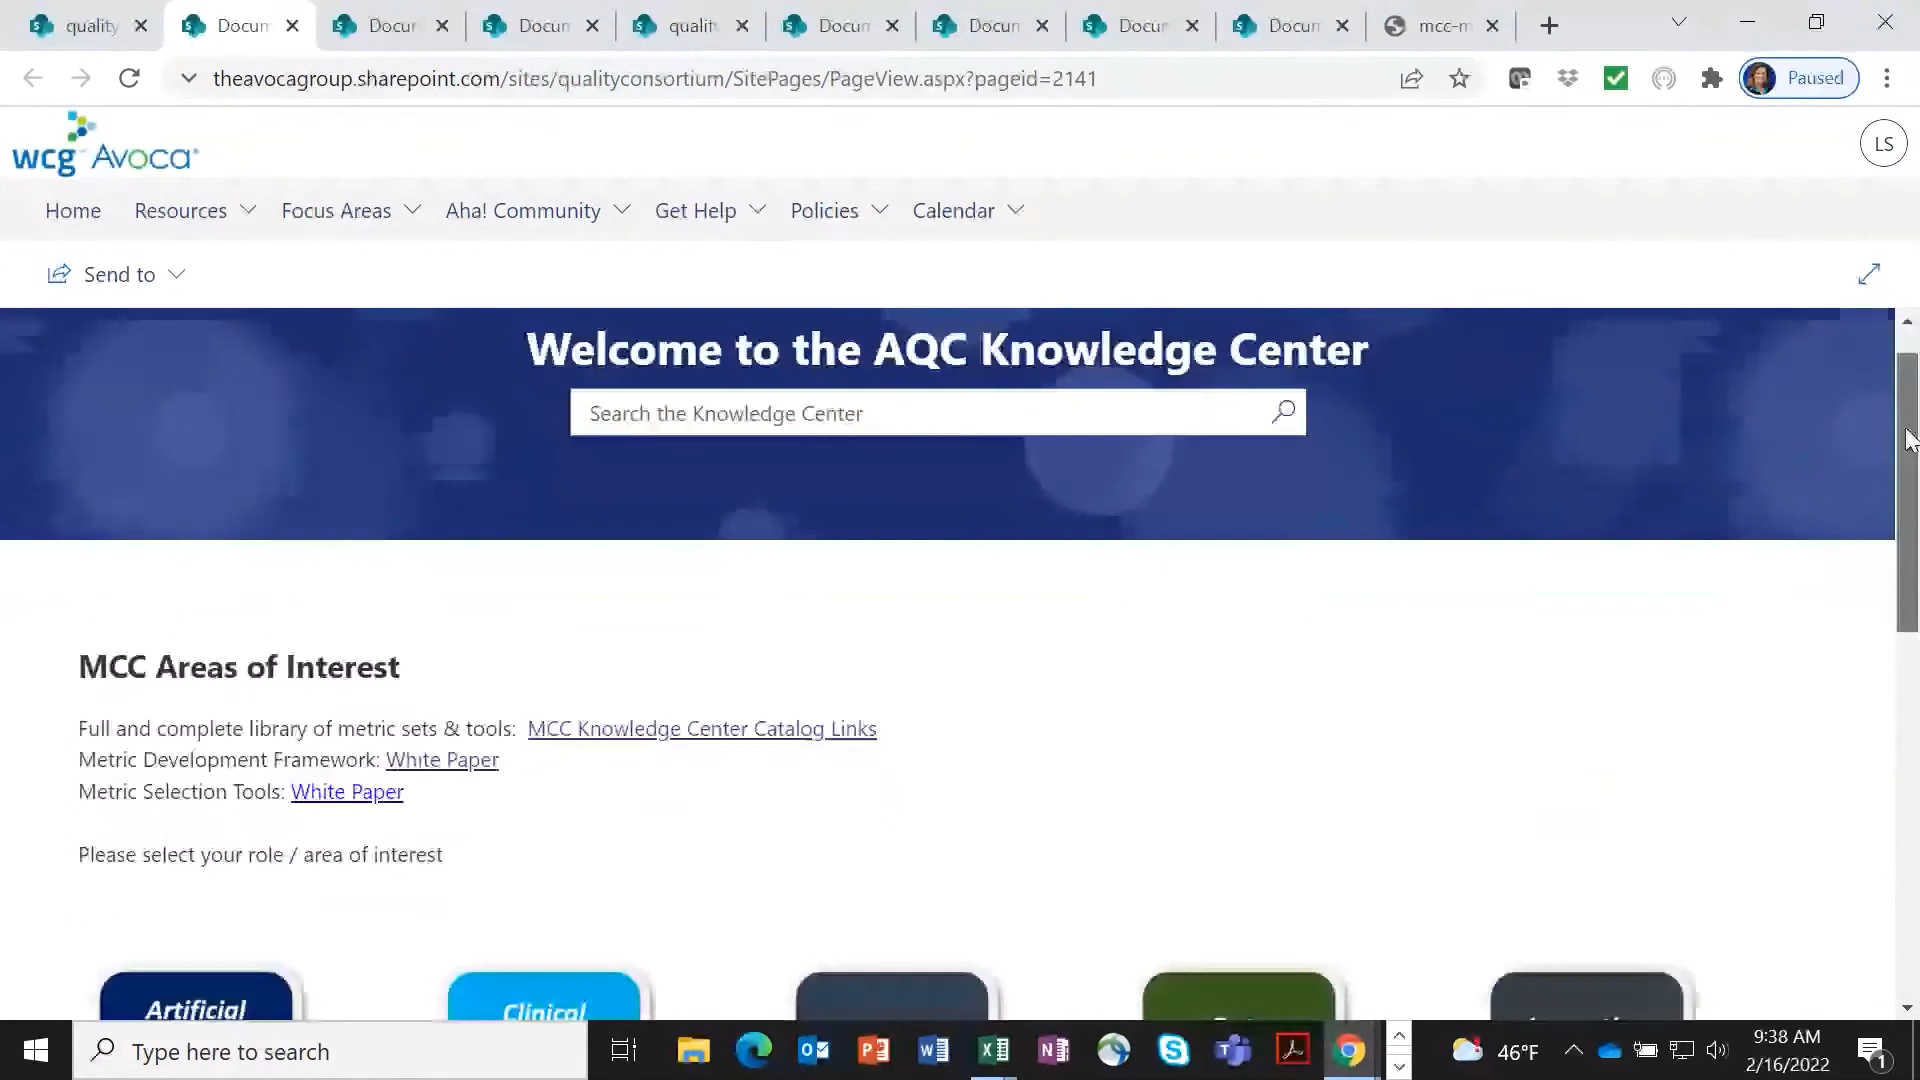 quality
Docum
Docur
Docun
qualit
Docum
Docun
Docur
Docun
mcc-m
theavocagroup.sharepoint.com/sites/qualityconsortium/SitePages/PageView.aspx?pageid=2141
Paused
wcg Avoca
LS
Home Resources Focus Areas Aha! Community Get Help Policies Calendar
Send to
Welcome to the AQC Knowledge Center
Search the Knowledge Center
MCC Areas of Interest
Full and complete library of metric sets & tools: MCC Knowledge Center Catalog Links
Metric Development Framework: White Paper
Metric Selection Tools: White Paper
Please select your role / area of interest
Artificial
Clinical
Type here to search
46°F
9:38 AM
2/16/2022
1